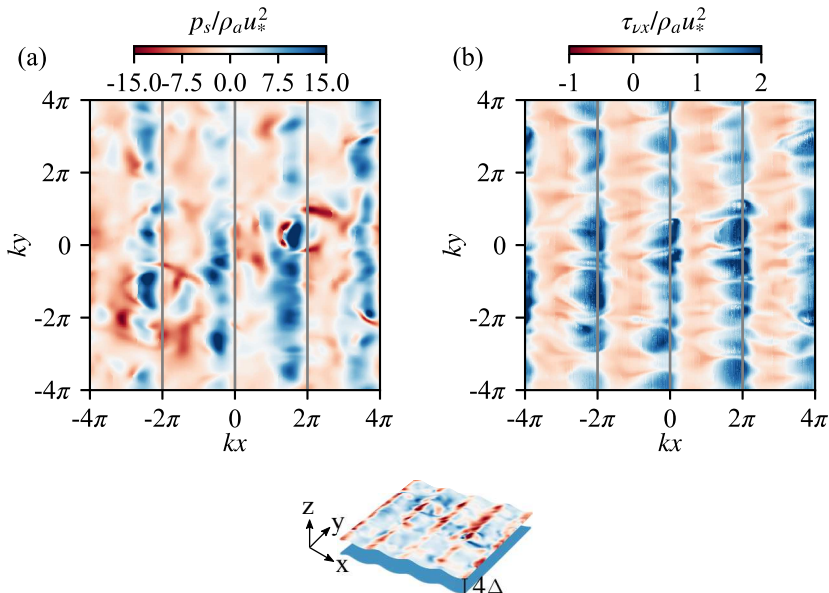 p_s/ρ_a u_*^2
τ_νx/ρ_a u_*^2
(a)
(b)
-15.0 -7.5 0.0 7.5 15.0
-1 0 1 2
4π
2π
0
-2π
-4π
ky
-4π -2π 0 2π 4π
kx
4π
2π
0
-2π
-4π
ky
-4π -2π 0 2π 4π
kx
z
y
x
4Δ